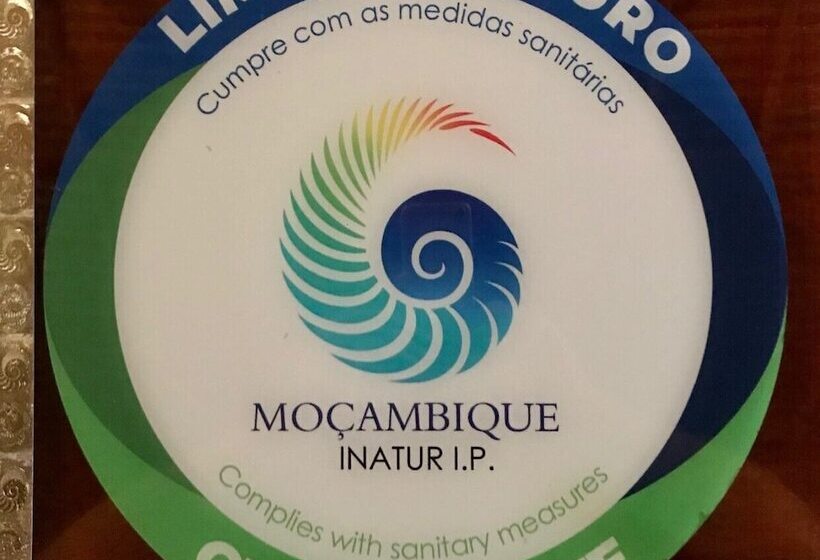 Cumpre com as medidas sanitárias
MOÇAMBIQUE
INATUR I.P.
Complies with sanitary measures